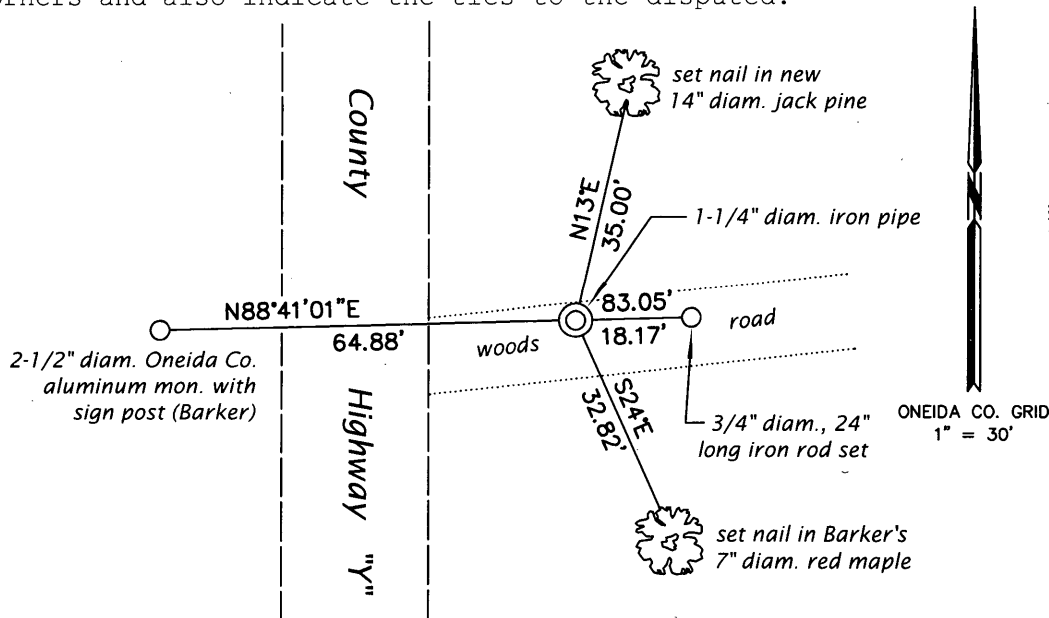 corners and also indicate the ties to the disputed.
set nail in new
14" diam. jack pine
County
N13°E
35.00'
1-1/4" diam. iron pipe
N
N88°41'01"E
64.88'
83.05'
18.17'
woods
road
2-1/2" diam. Oneida Co.
aluminum mon. with
sign post (Barker)
Highway "Y"
S24°E
32.82'
3/4" diam., 24"
long iron rod set
ONEIDA CO. GRID
1" = 30'
set nail in Barker's
7" diam. red maple